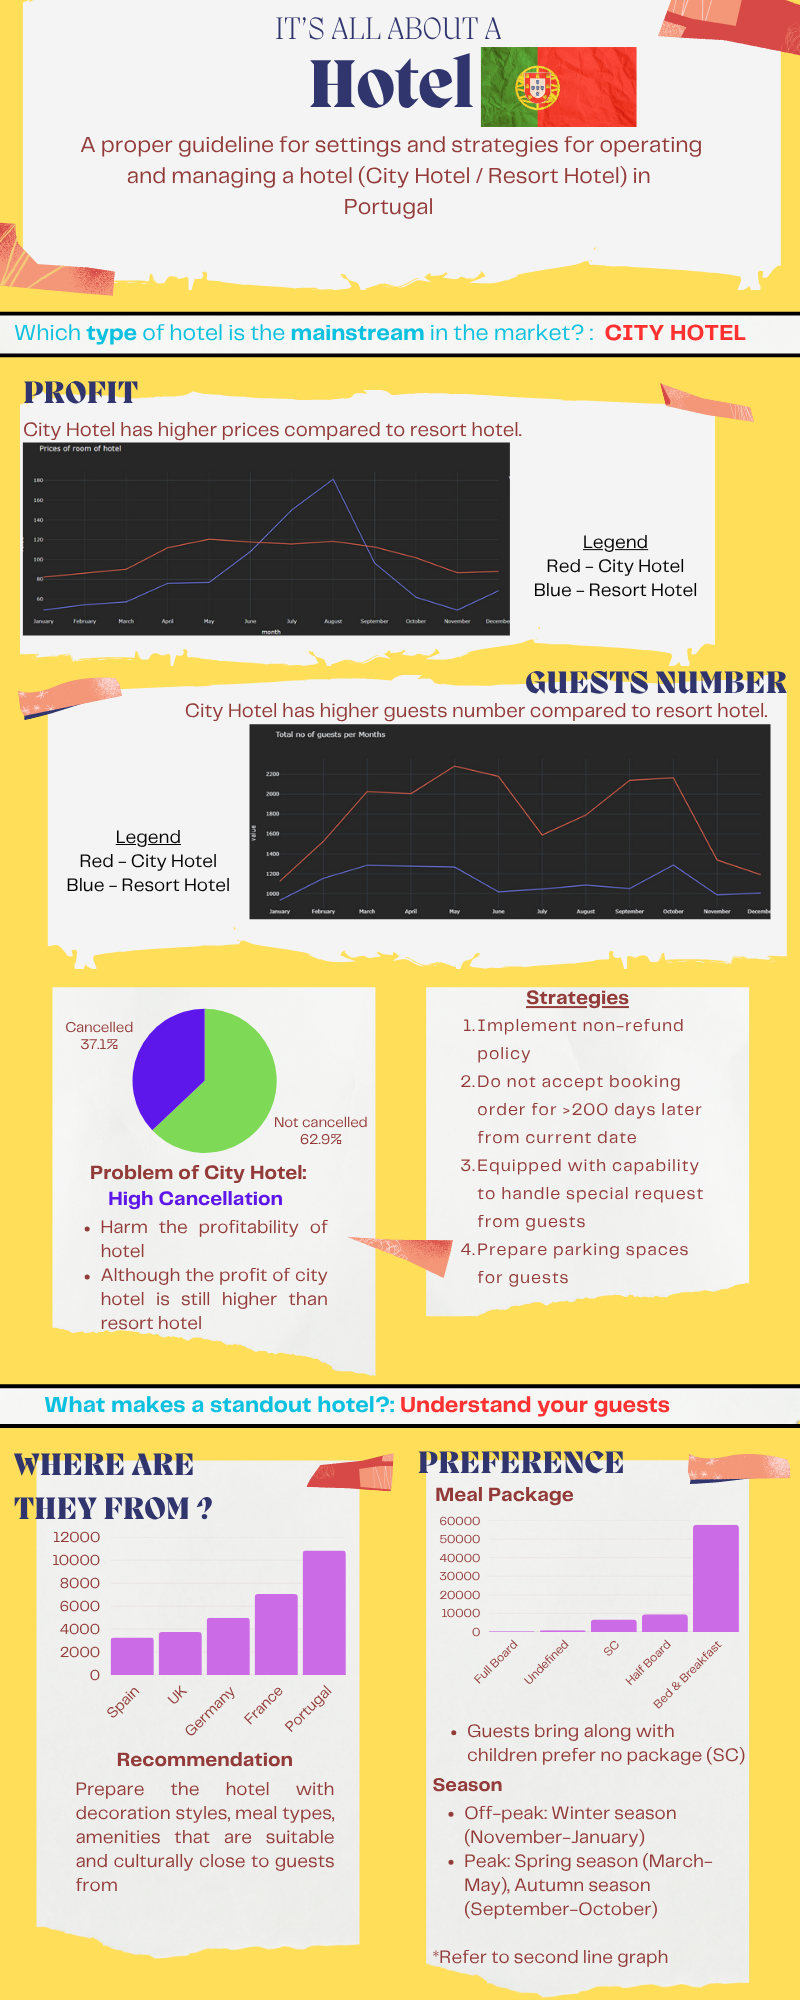 IT'S ALL ABOUT A
Hotel
A proper guideline for settings and strategies for operating
and managing a hotel (City Hotel / Resort Hotel) in
Portugal
Which type of hotel is the mainstream in the market? : CITY HOTEL
PROFIT
City Hotel has higher prices compared to resort hotel.
Prices of room of hotel
180
160
140
120
100
80
60
January February March April May June July August September October November December
month
Legend
Red - City Hotel
Blue - Resort Hotel
GUESTS NUMBER
City Hotel has higher guests number compared to resort hotel.
Total no of guests per Months
2200
2000
1800
1600
1400
1200
1000
value
January February March April May June July August September October November Decemb
Legend
Red - City Hotel
Blue - Resort Hotel
Cancelled
37.1%
Not cancelled
62.9%
Problem of City Hotel:
High Cancellation
• Harm the profitability of
hotel
• Although the profit of city
hotel is still higher than
resort hotel
Strategies
1. Implement non-refund
policy
2. Do not accept booking
order for >200 days later
from current date
3. Equipped with capability
to handle special request
from guests
4. Prepare parking spaces
for guests
What makes a standout hotel?: Understand your guests
WHERE ARE
THEY FROM ?
12000
10000
8000
6000
4000
2000
0
Spain UK Germany France Portugal
Recommendation
Prepare the hotel with
decoration styles, meal types,
amenities that are suitable
and culturally close to guests
from
PREFERENCE
Meal Package
60000
50000
40000
30000
20000
10000
0
Full Board Undefined SC Half Board Bed & Breakfast
• Guests bring along with
children prefer no package (SC)
Season
• Off-peak: Winter season
(November-January)
• Peak: Spring season (March-
May), Autumn season
(September-October)
*Refer to second line graph